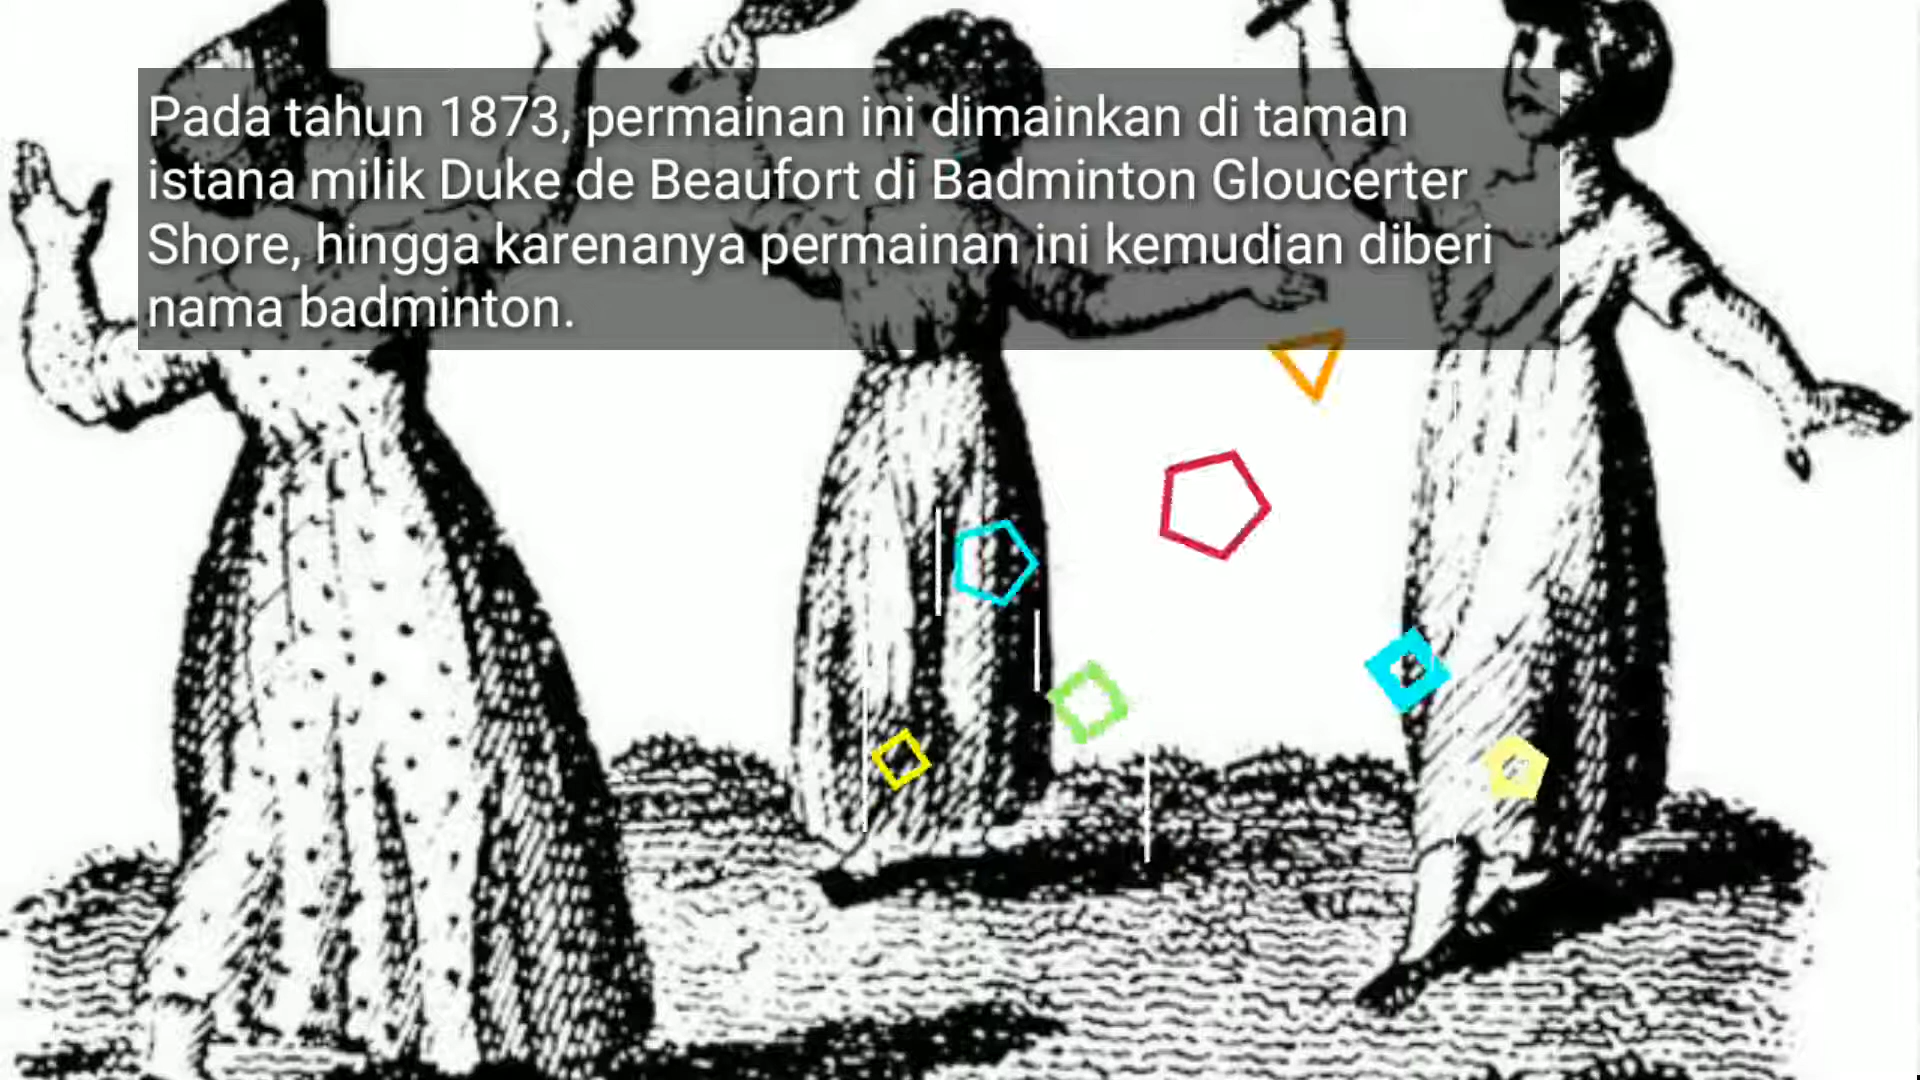 Pada tahun 1873, permainan ini dimainkan di taman
istana milik Duke de Beaufort di Badminton Gloucerter
Shore, hingga karenanya permainan ini kemudian diberi
nama badminton.